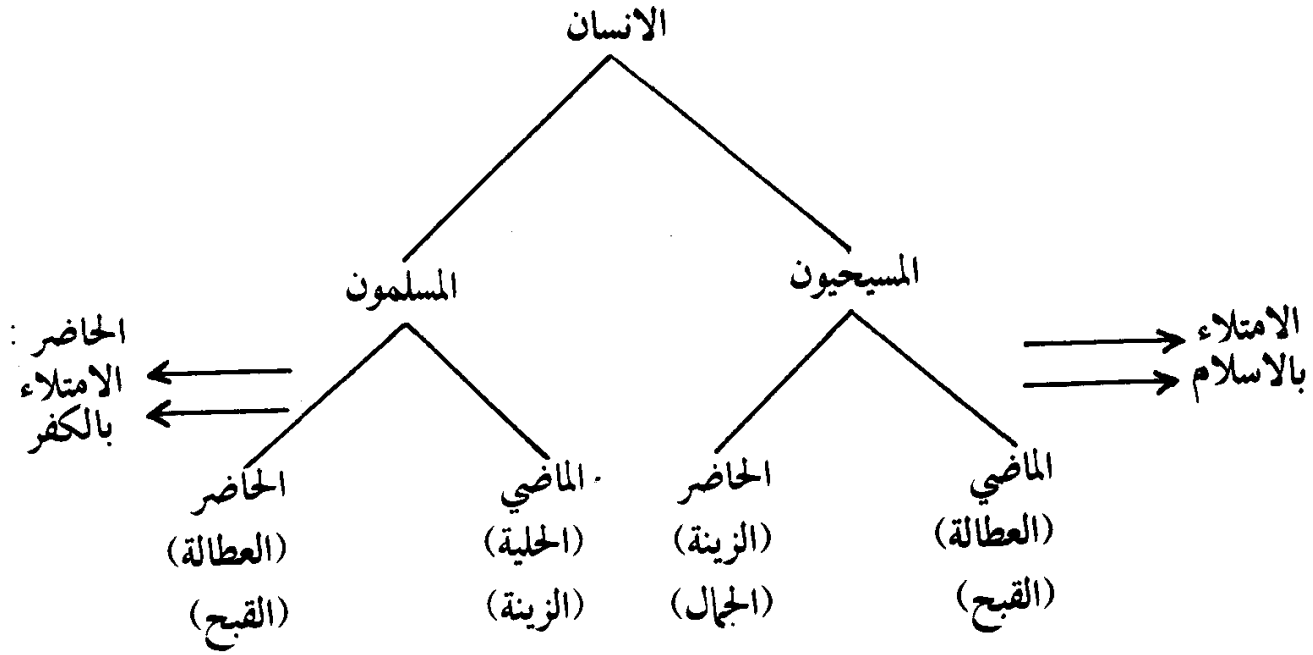 الانسان
المسيحيون
المسلمون
الامتلاء
بالاسلام
الحاضر :
الامتلاء
بالكفر
الماضي
(العطالة)
(القبح)
الحاضر
(الزينة)
(الجمال)
الماضي
(الحلية)
(الزينة)
الحاضر
(العطالة)
(القبح)